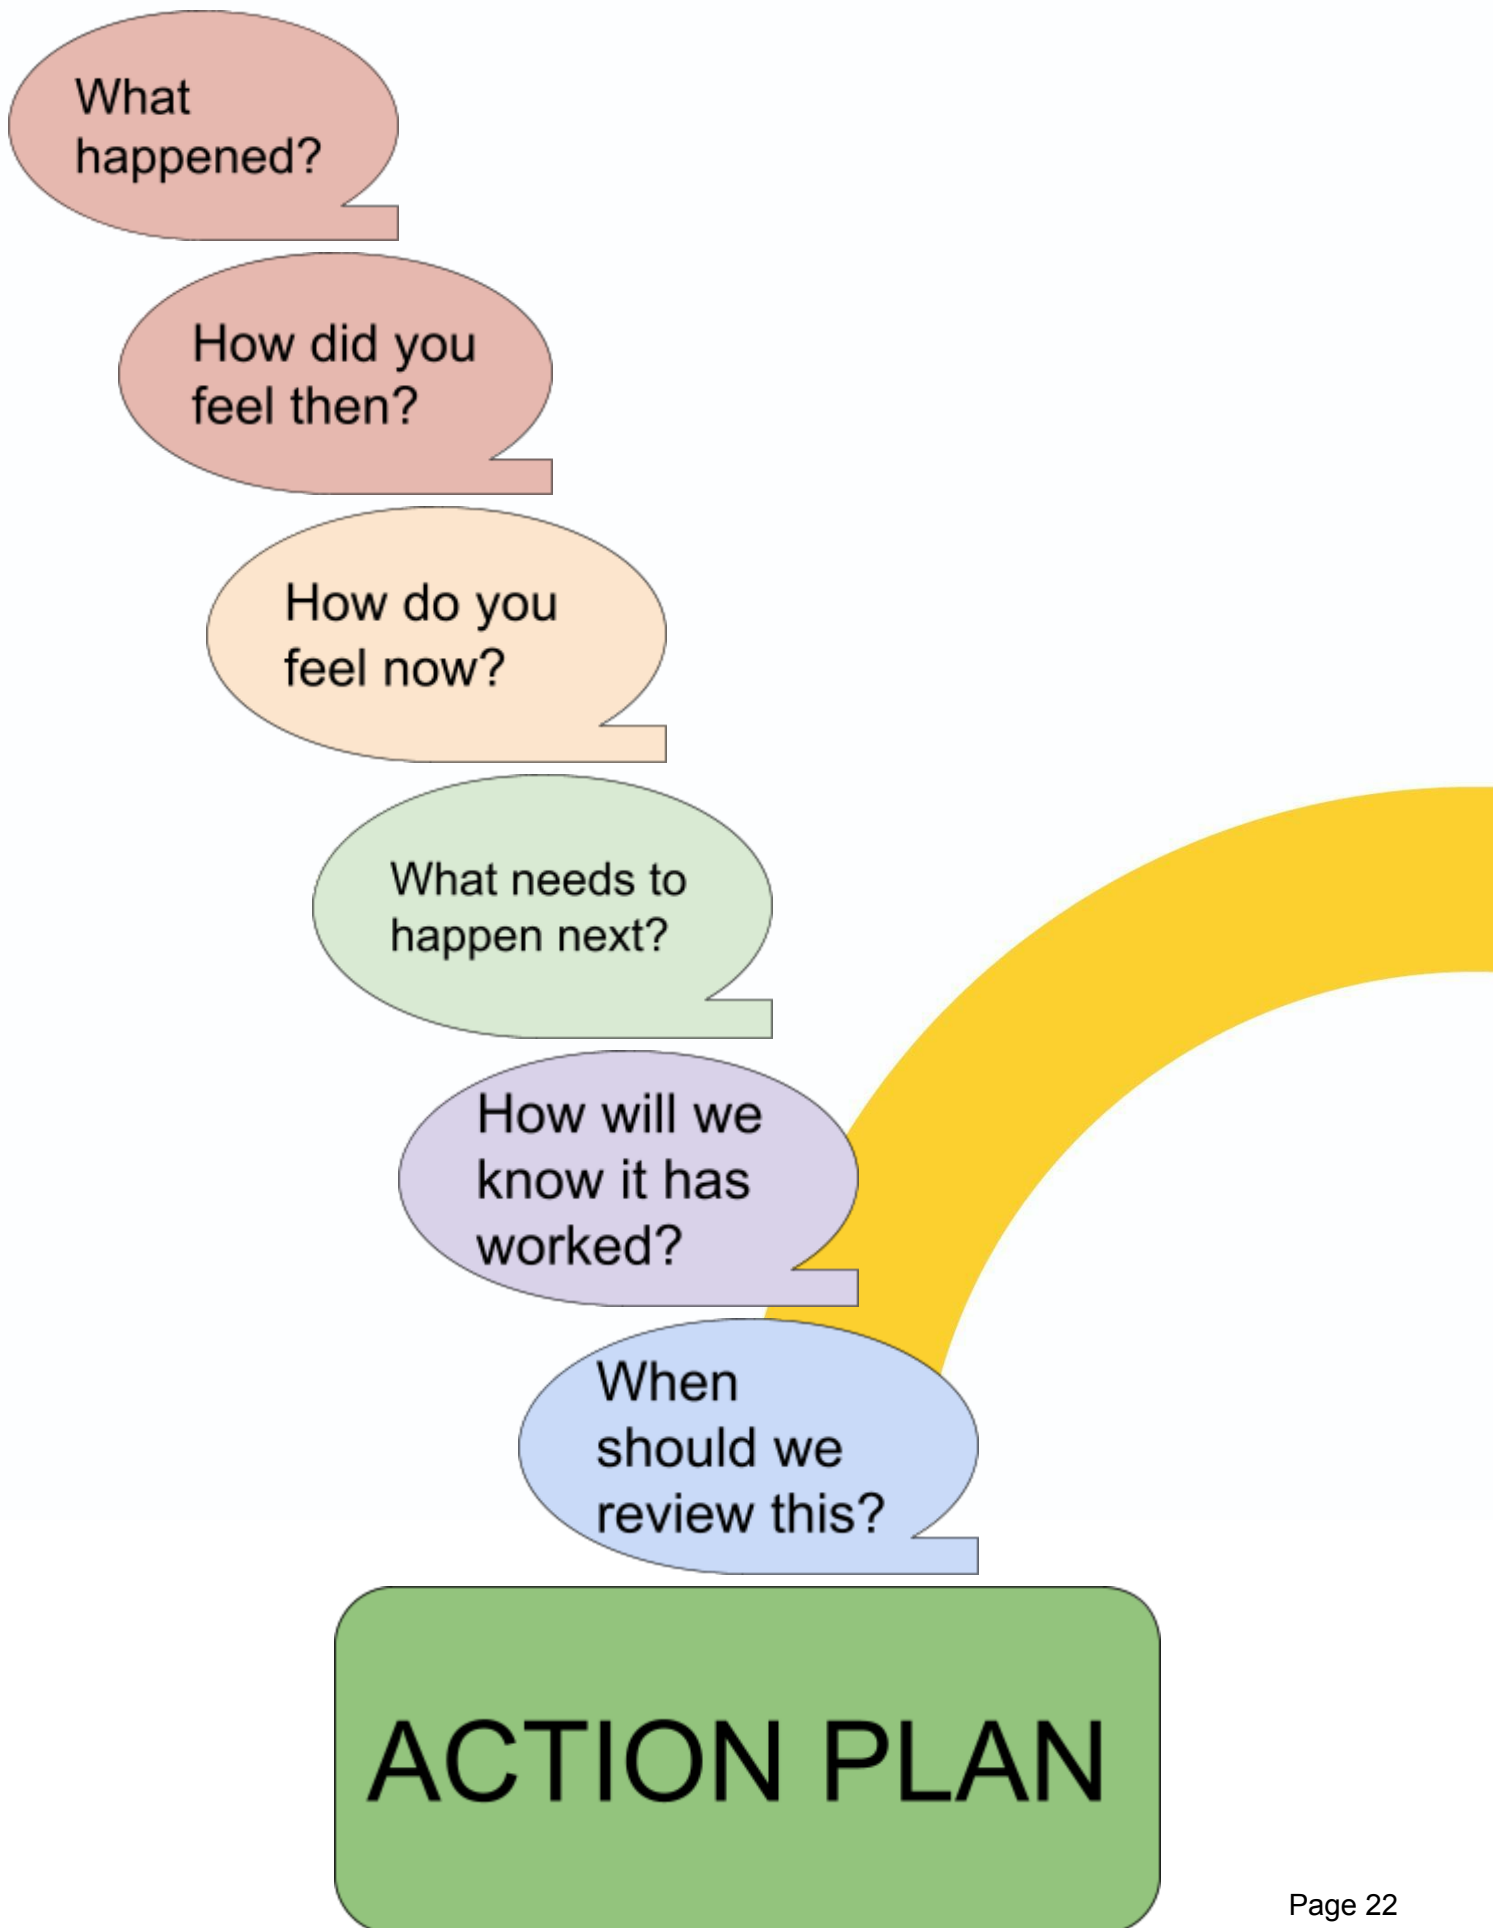 What
happened?
How did you
feel then?
How do you
feel now?
What needs to
happen next?
How will we
know it has
worked?
When
should we
review this?
ACTION PLAN
Page 22